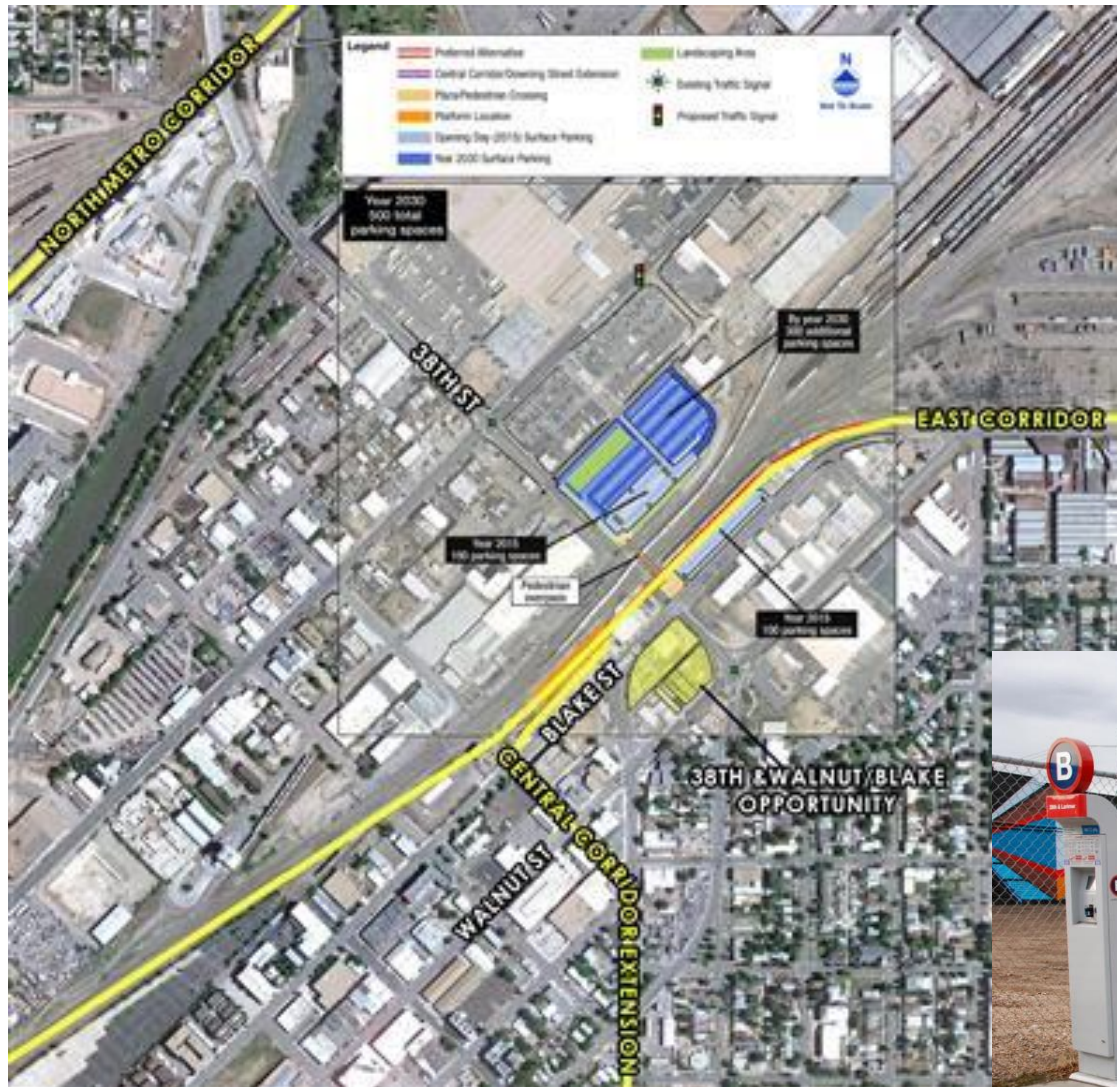 NORTH METRO CORRIDOR
Legend
Preferred Alternative
Central Corridor/Downing Street Extension
Plaza/Pedestrian Crossing
Platform Location
Opening Day (2015) Surface Parking
Year 2030 Surface Parking
Landscaping Area
Existing Traffic Signal
Proposed Traffic Signal
N
Not To Scale
Year 2030
500 total
parking spaces
By year 2030
300 additional
parking spaces
38TH ST
EAST CORRIDOR
Year 2015
parking spaces
Pedestrian
overpass
Year 2015
100 parking spaces
BLAKE ST
38TH & WALNUT/BLAKE
OPPORTUNITY
CENTRAL CORRIDOR EXTENSION
WALNUT ST
B